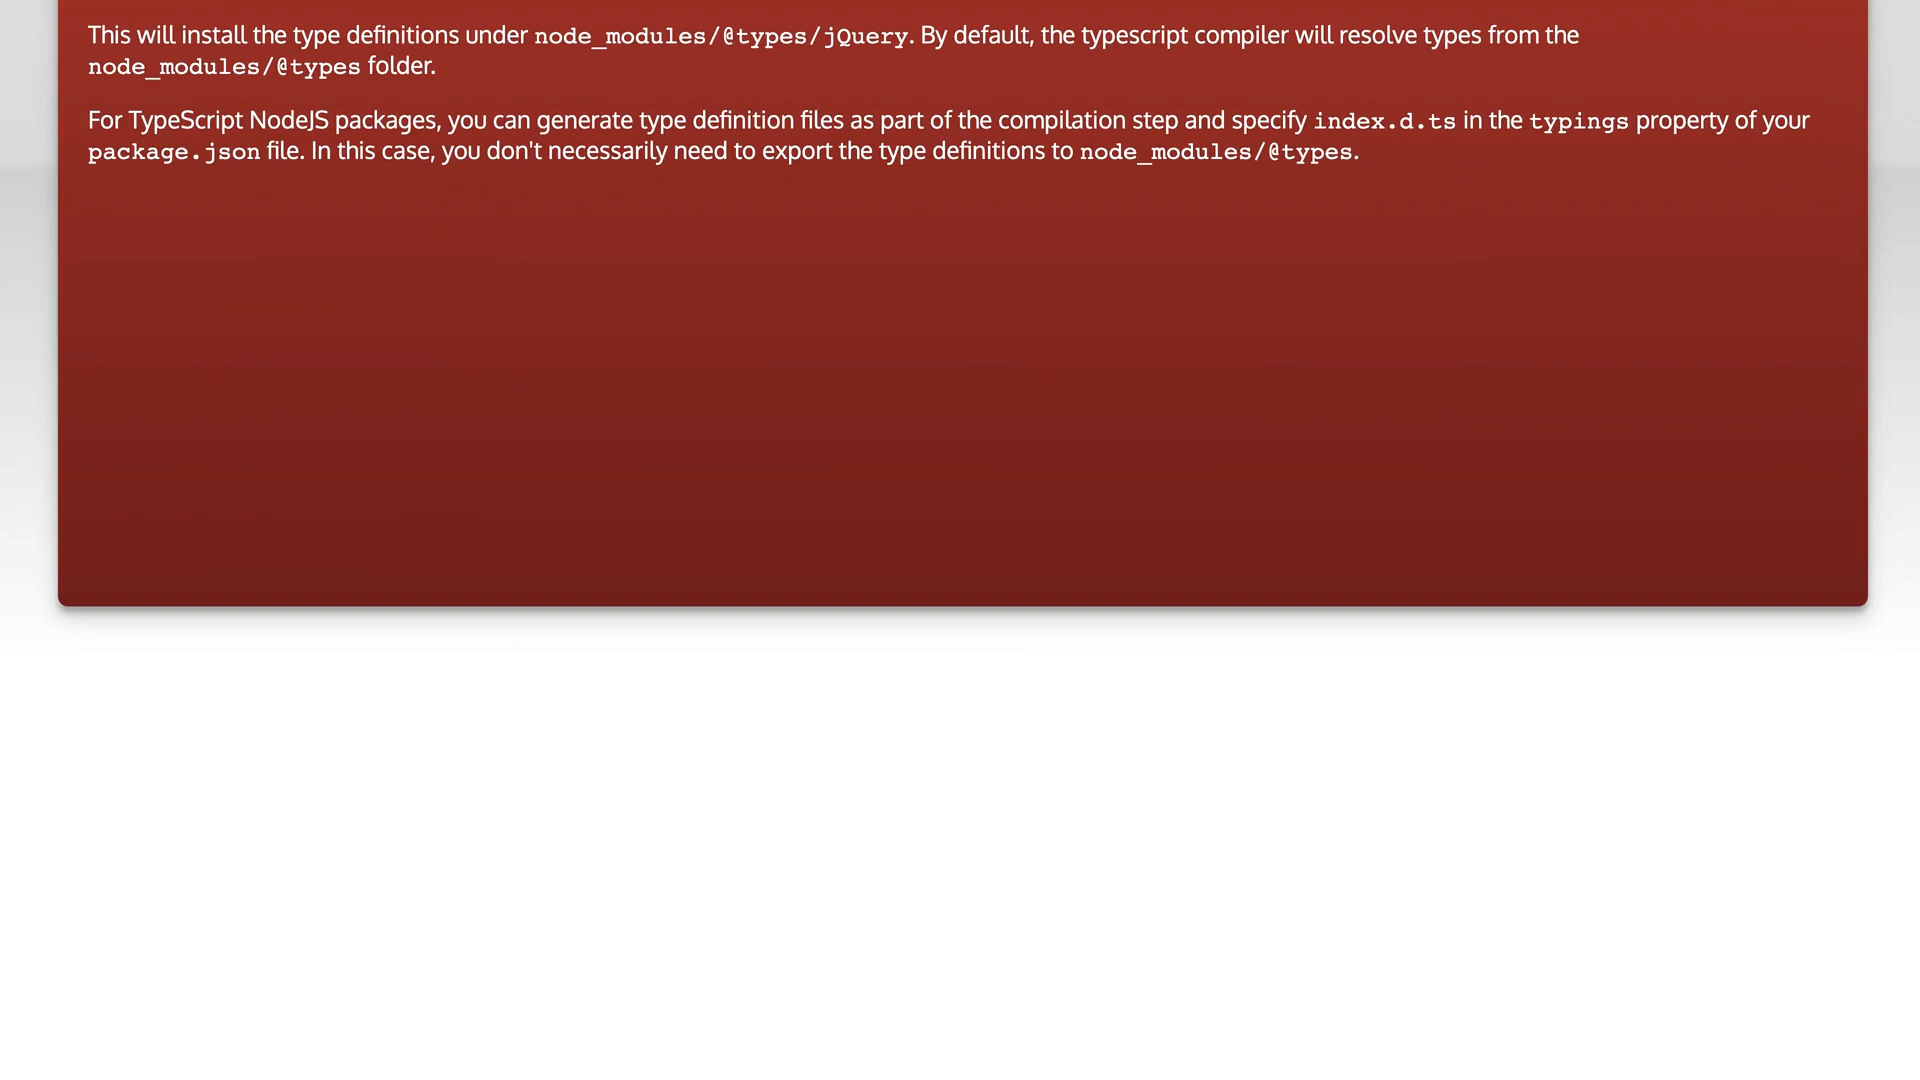 This will install the type definitions under node_modules/@types/jQuery. By default, the typescript compiler will resolve types from the
node_modules/@types folder.
For TypeScript NodeJS packages, you can generate type definition files as part of the compilation step and specify index.d.ts in the typings property of your
package.json file. In this case, you don't necessarily need to export the type definitions to node_modules/@types.